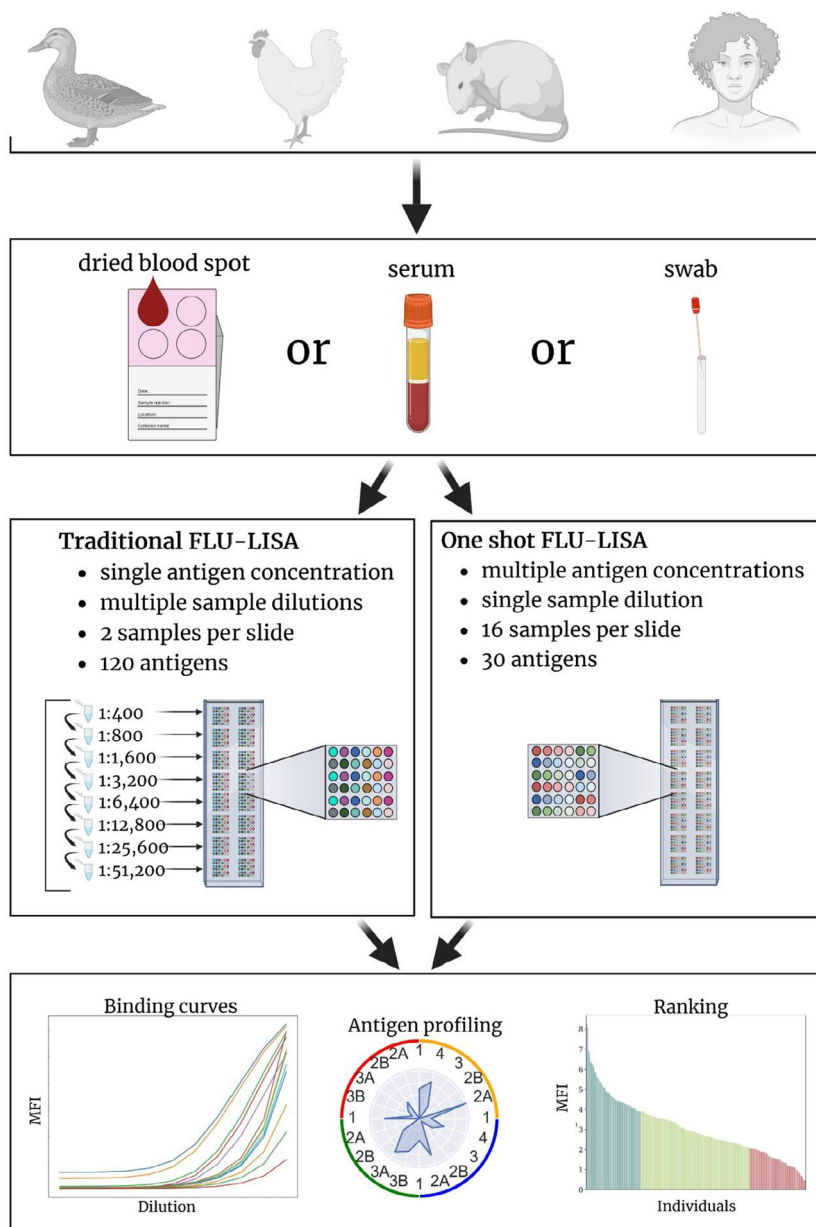 dried blood spot
serum
swab
or
or
Date:
Sample number:
Location:
Collector name:
Traditional FLU-LISA
• single antigen concentration
• multiple sample dilutions
• 2 samples per slide
• 120 antigens
1:400
1:800
1:1,600
1:3,200
1:6,400
1:12,800
1:25,600
1:51,200
One shot FLU-LISA
• multiple antigen concentrations
• single sample dilution
• 16 samples per slide
• 30 antigens
Binding curves
MFI
Dilution
Antigen profiling
1
4
3
2B
2A
1
4
3
2B
2A
1
3B
3A
2B
2A
1
3B
3A
2B
2A
Ranking
MFI
8
7
6
5
4
3
2
1
0
Individuals